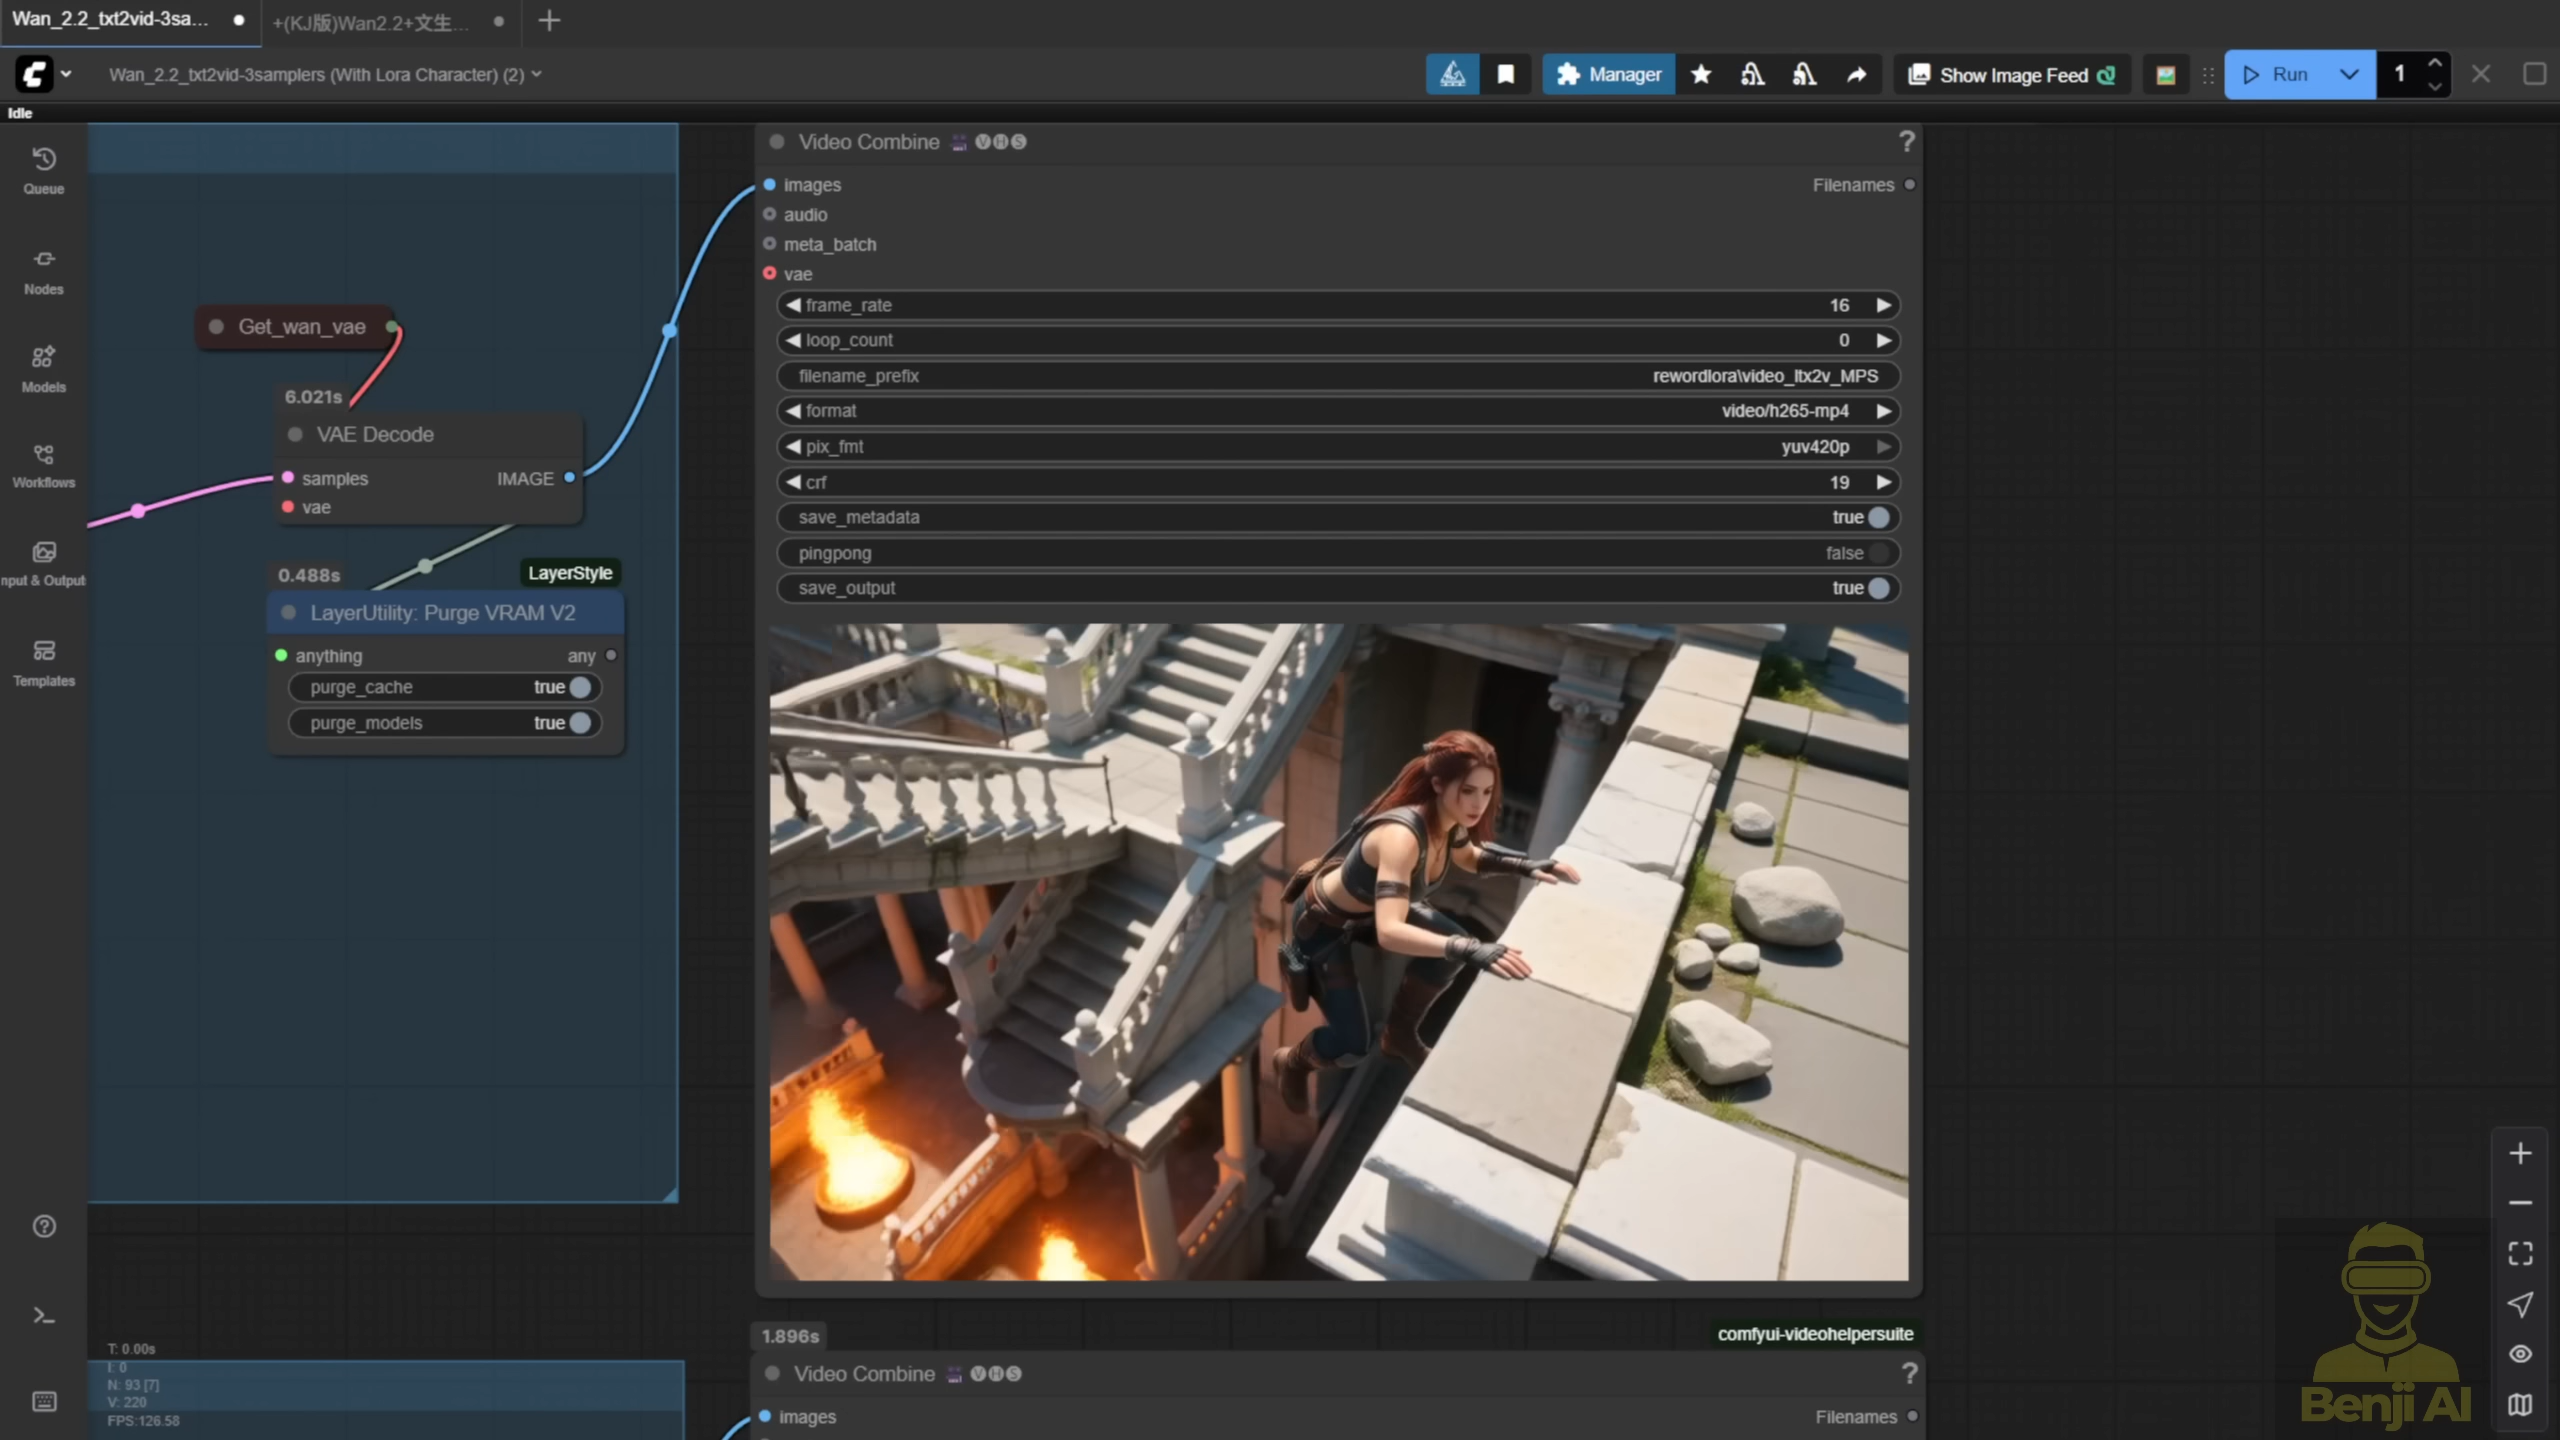 Wan_2.2_txt2vid-3sa...
+(KJ版)Wan2.2+文生...
Wan_2.2_txt2vid-3samplers (With Lora Character) (2)
Manager
Show Image Feed
Run
1
Idle
Queue
Nodes
Models
Workflows
nput & Output
Templates
Get_wan_vae
6.021s
VAE Decode
samples
IMAGE
vae
0.488s
LayerStyle
LayerUtility: Purge VRAM V2
anything
any
purge_cache
true
purge_models
true
Video Combine VHS
?
images
Filenames
audio
meta_batch
vae
frame_rate
16
loop_count
0
filename_prefix
rewordlora\video_ltx2v_MPS
format
video/h265-mp4
pix_fmt
yuv420p
crf
19
save_metadata
true
pingpong
false
save_output
true
1.896s
comfyui-videohelpersuite
Video Combine VHS
?
images
Filenames
T: 0.00s
I: 0
N: 93 [7]
V: 220
FPS:126.58
Benji AI